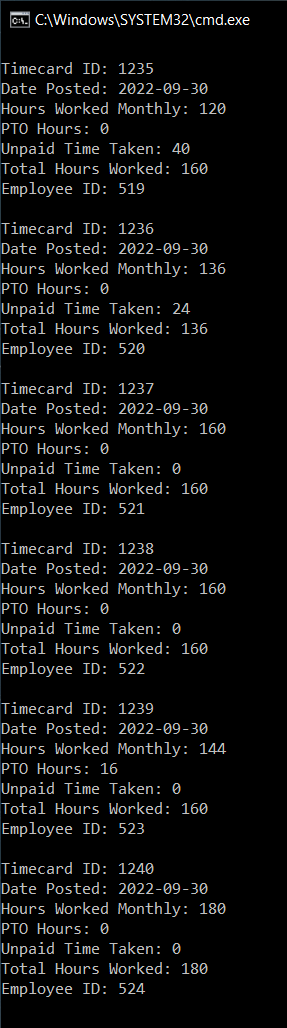 C:\Windows\SYSTEM32\cmd.exe
Timecard ID: 1235
Date Posted: 2022-09-30
Hours Worked Monthly: 120
PTO Hours: 0
Unpaid Time Taken: 40
Total Hours Worked: 160
Employee ID: 519
Timecard ID: 1236
Date Posted: 2022-09-30
Hours Worked Monthly: 136
PTO Hours: 0
Unpaid Time Taken: 24
Total Hours Worked: 136
Employee ID: 520
Timecard ID: 1237
Date Posted: 2022-09-30
Hours Worked Monthly: 160
PTO Hours: 0
Unpaid Time Taken: 0
Total Hours Worked: 160
Employee ID: 521
Timecard ID: 1238
Date Posted: 2022-09-30
Hours Worked Monthly: 160
PTO Hours: 0
Unpaid Time Taken: 0
Total Hours Worked: 160
Employee ID: 522
Timecard ID: 1239
Date Posted: 2022-09-30
Hours Worked Monthly: 144
PTO Hours: 16
Unpaid Time Taken: 0
Total Hours Worked: 160
Employee ID: 523
Timecard ID: 1240
Date Posted: 2022-09-30
Hours Worked Monthly: 180
PTO Hours: 0
Unpaid Time Taken: 0
Total Hours Worked: 180
Employee ID: 524